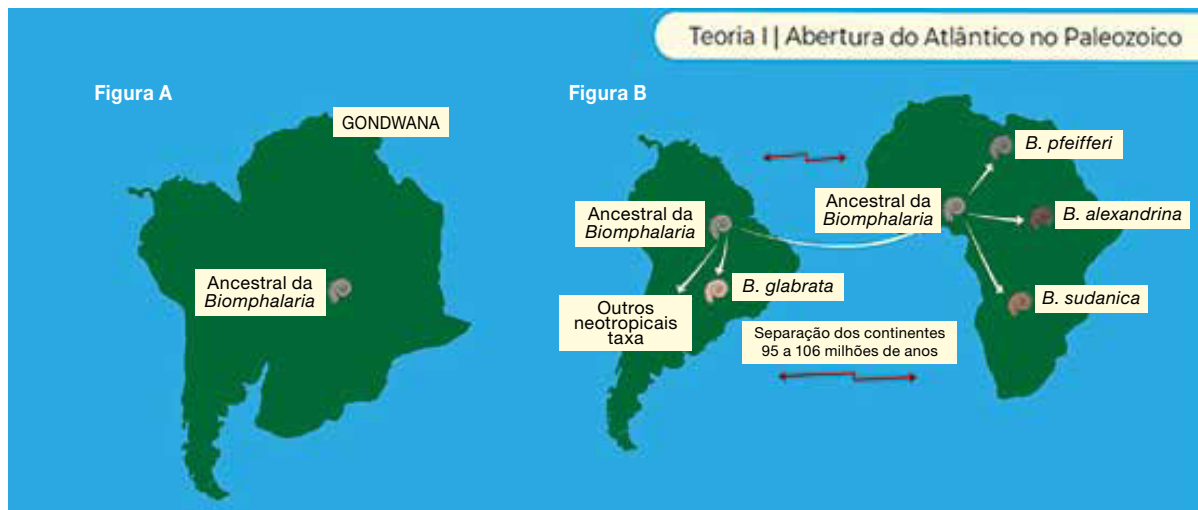 Teoria I | Abertura do Atlântico no Paleozoico
Figura A
GONDWANA
Ancestral da
Biomphalaria
Figura B
B. pfeifferi
Ancestral da
Biomphalaria
Ancestral da
Biomphalaria
B. alexandrina
B. glabrata
B. sudanica
Outros
neotropicais
taxa
Separação dos continentes
95 a 106 milhões de anos